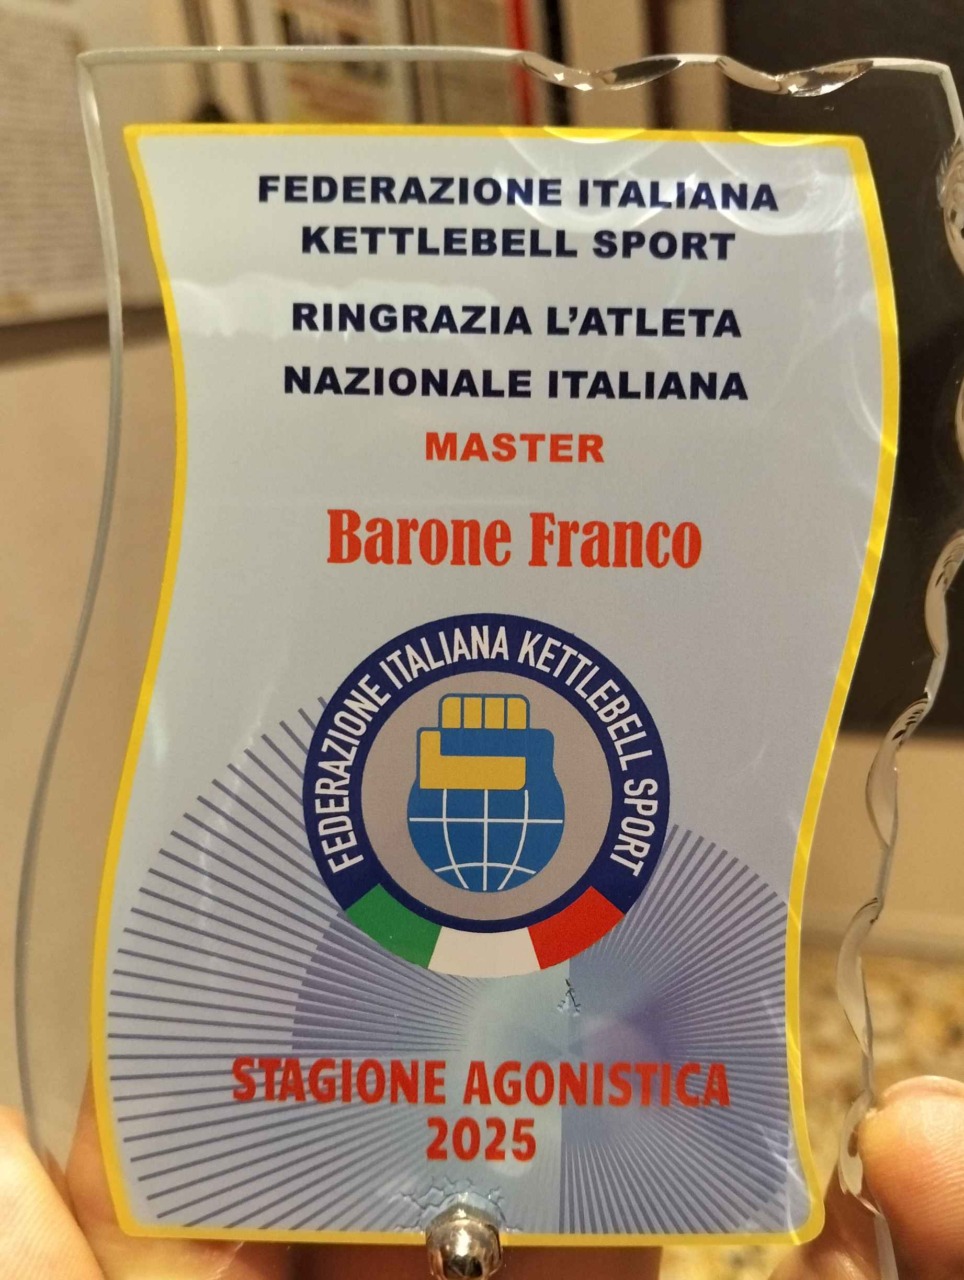 FEDERAZIONE ITALIANA
KETTLEBELL SPORT
RINGRAZIA L'ATLETA
NAZIONALE ITALIANA
MASTER
Barone Franco
FEDERAZIONE ITALIANA KETTLEBELL SPORT
STAGIONE AGONISTICA
2025